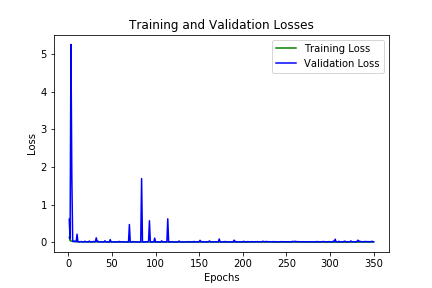 Training and Validation Losses
Training Loss
Validation Loss
5
4
3
2
1
0
Loss
0 50 100 150 200 250 300 350
Epochs